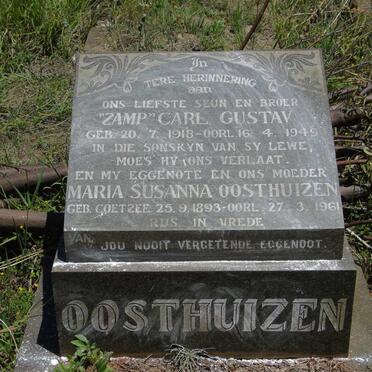 In
TERE HERINNERING
aan
ONS LIEFSTE SEUN EN BROER
"ZAMP" CARL GUSTAV
GEB. 20. 7. 1918-OORL. 16. 4. 1949
IN DIE SONSKYN VAN SY LEWE,
MOES HY ONS VERLAAT.
EN MY EGGENOTE EN ONS MOEDER
MARIA SUSANNA OOSTHUIZEN
GEB. COETZEE 25. 9. 1893-OORL. 27. 3. 1961
RUS IN VREDE
VAN JOU NOOIT VERGETENDE EGGENOOT.
OOSTHUIZEN